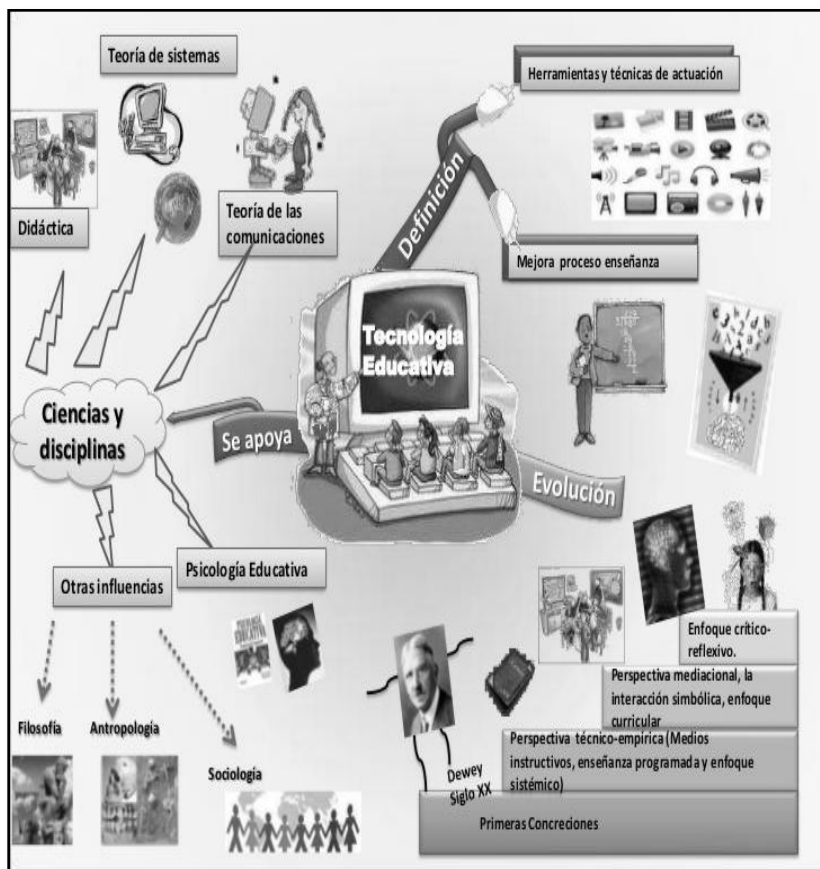 Teoría de sistemas
Herramientas y técnicas de actuación
Didáctica
Teoría de las
comunicaciones
Definición
Mejora proceso enseñanza
Tecnología
Educativa
Ciencias y
disciplinas
Se apoya
Evolución
Otras influencias
Psicología Educativa
Filosofía
Antropología
Sociología
Enfoque crítico-
reflexivo.
Perspectiva mediacional, la
interacción simbólica, enfoque
curricular
Perspectiva técnico-empírica (Medios
instructivos, enseñanza programada y enfoque
sistémico)
Dewey
Siglo XX
Primeras Concreciones